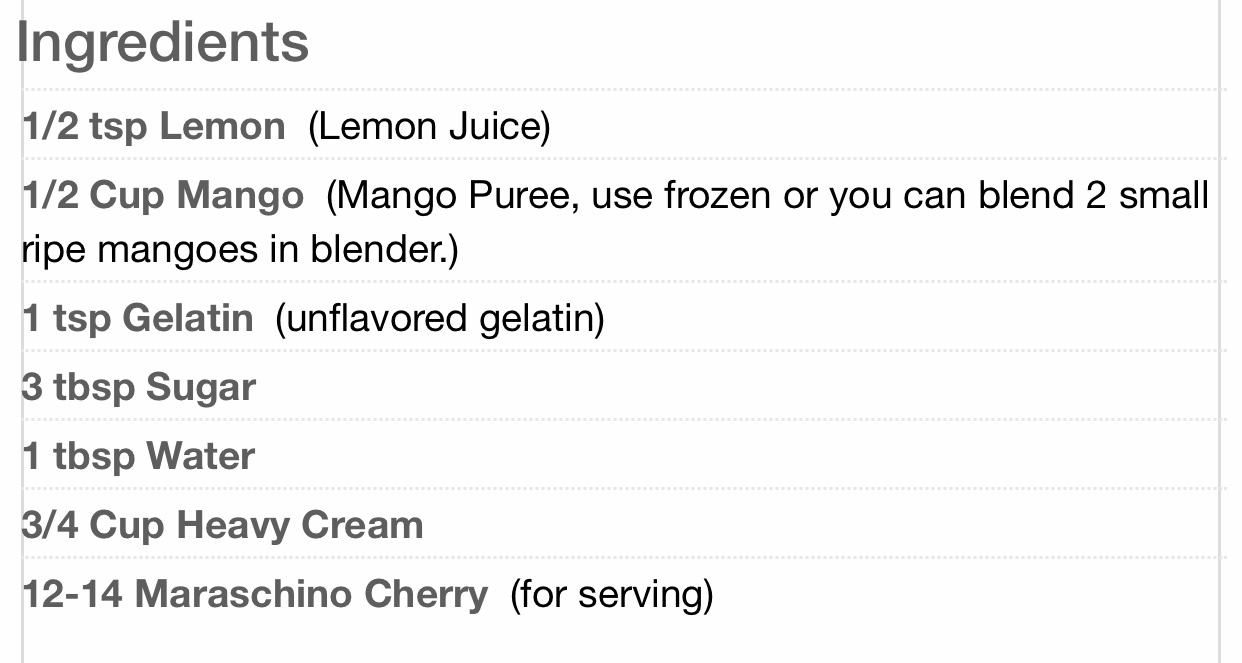 Ingredients
1/2 tsp Lemon (Lemon Juice)
1/2 Cup Mango (Mango Puree, use frozen or you can blend 2 small
ripe mangoes in blender.)
1 tsp Gelatin (unflavored gelatin)
3 tbsp Sugar
1 tbsp Water
3/4 Cup Heavy Cream
12-14 Maraschino Cherry (for serving)